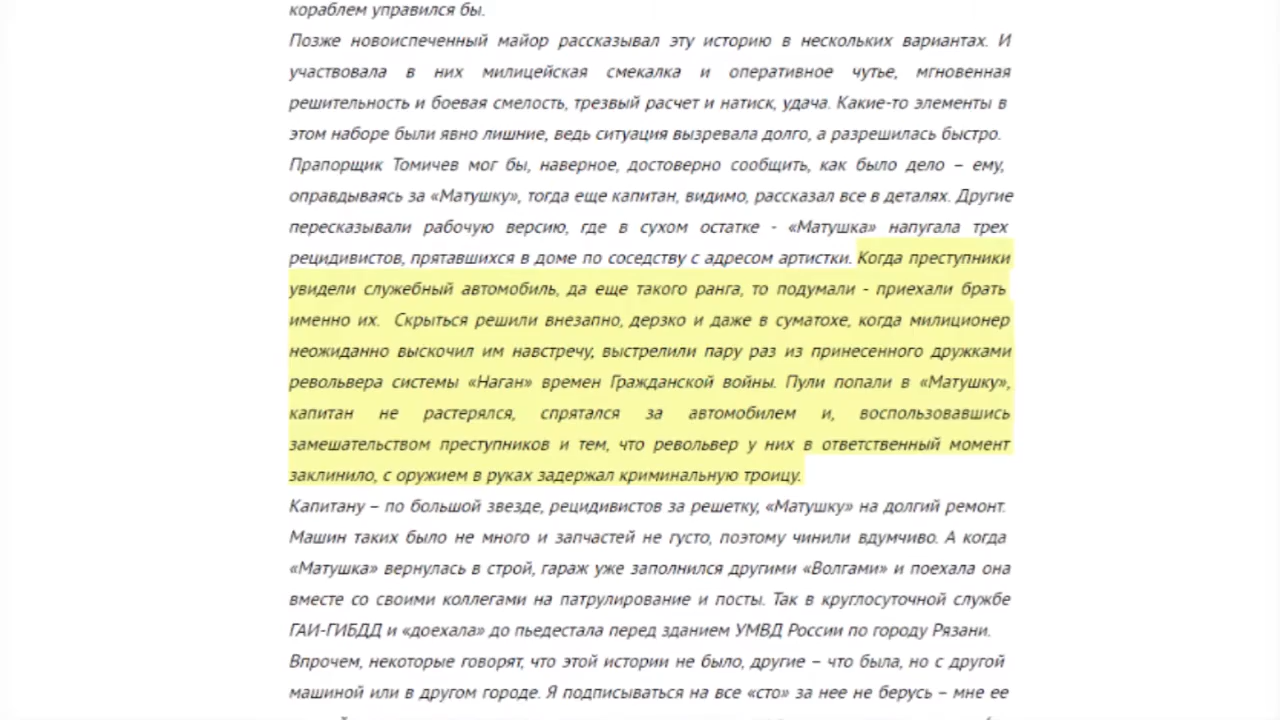 кораблем управился бы.
Позже новоиспеченный майор рассказывал эту историю в нескольких вариантах. И
участвовала в них милицейская смекалка и оперативное чутье, мгновенная
решительность и боевая смелость, трезвый расчет и натиск, удача. Какие-то элементы в
этом наборе были явно лишние, ведь ситуация вызревала долго, а разрешилась быстро.
Прапорщик Томичев мог бы, наверное, достоверно сообщить, как было дело – ему,
оправдываясь за «Матушку», тогда еще капитан, видимо, рассказал все в деталях. Другие
пересказывали рабочую версию, где в сухом остатке - «Матушка» напугала трех
рецидивистов, прятавшихся в доме по соседству с адресом артистки. Когда преступники
увидели служебный автомобиль, да еще такого ранга, то подумали - приехали брать
именно их. Скрыться решили внезапно, дерзко и даже в суматохе, когда милиционер
неожиданно выскочил им навстречу, выстрелили пару раз из принесенного дружками
револьвера системы «Наган» времен Гражданской войны. Пули попали в «Матушку»,
капитан не растерялся, спрятался за автомобилем и, воспользовавшись
замешательством преступников и тем, что револьвер у них в ответственный момент
заклинило, с оружием в руках задержал криминальную троицу.
Капитану – по большой звезде, рецидивистов за решетку, «Матушку» на долгий ремонт.
Машин таких было не много и запчастей не густо, поэтому чинили вдумчиво. А когда
«Матушка» вернулась в строй, гараж уже заполнился другими «Волгами» и поехала она
вместе со своими коллегами на патрулирование и посты. Так в круглосуточной службе
ГАИ-ГИБДД и «доехала» до пьедестала перед зданием УМВД России по городу Рязани.
Впрочем, некоторые говорят, что этой истории не было, другие – что была, но с другой
машиной или в другом городе. Я подписываться на все «сто» за нее не берусь – мне ее